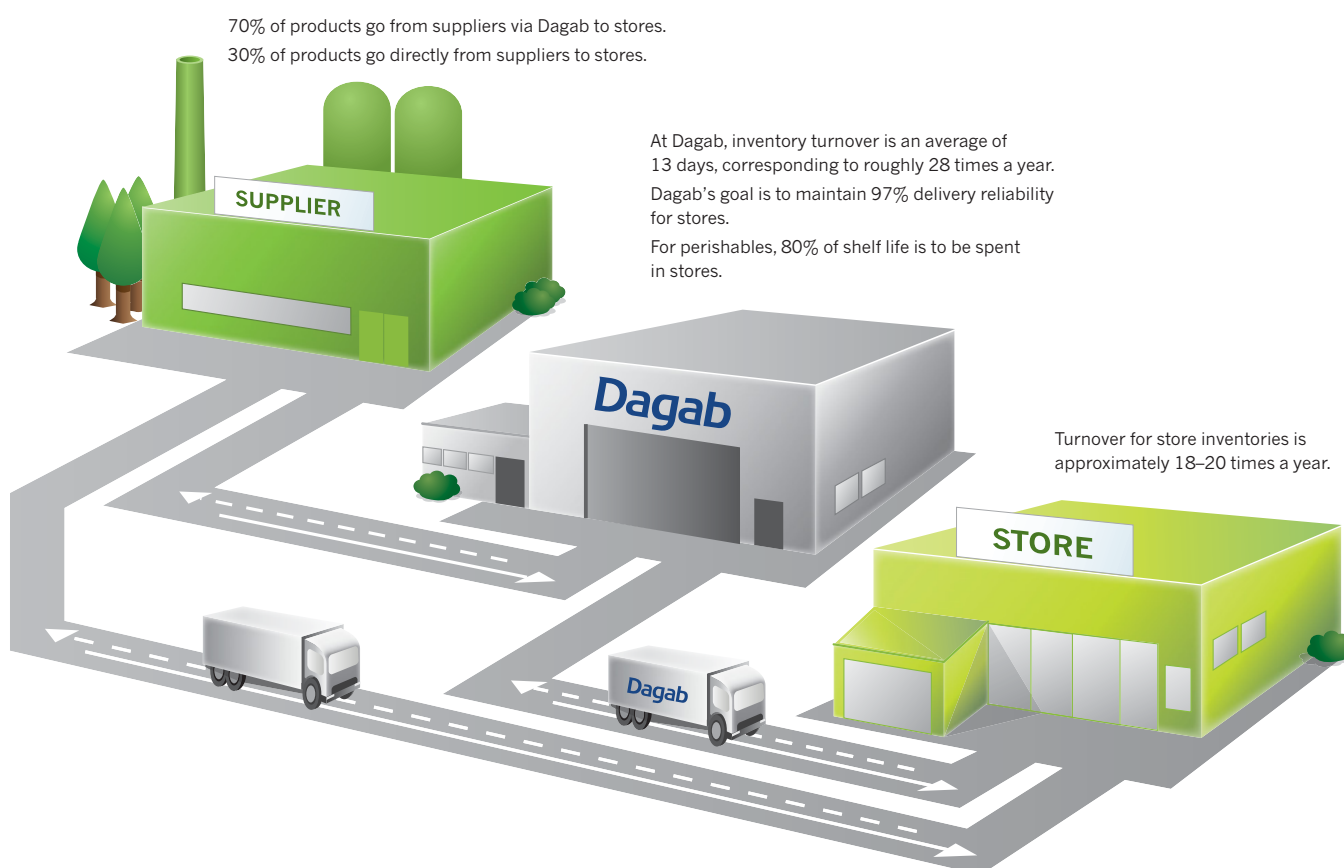 70% of products go from suppliers via Dagab to stores.
30% of products go directly from suppliers to stores.
At Dagab, inventory turnover is an average of
13 days, corresponding to roughly 28 times a year.
Dagab’s goal is to maintain 97% delivery reliability
for stores.
For perishables, 80% of shelf life is to be spent
in stores.
SUPPLIER
Dagab
Turnover for store inventories is
approximately 18–20 times a year.
STORE
Dagab